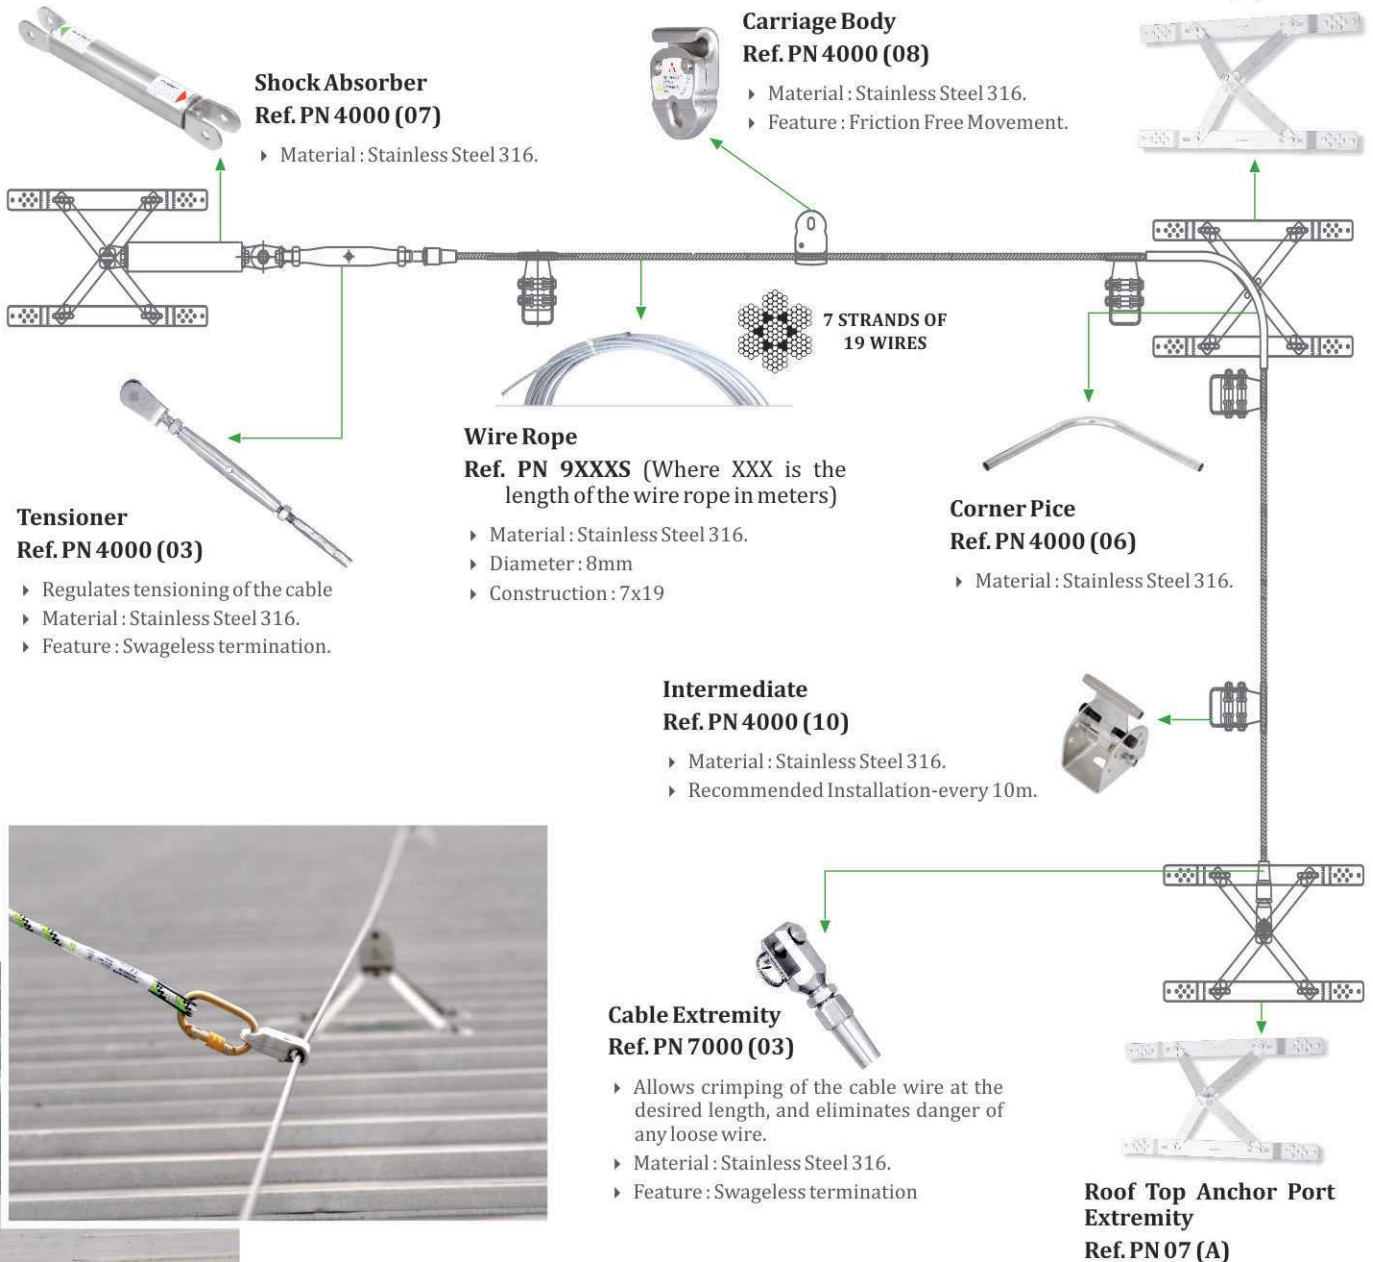 Carriage Body
Ref. PN 4000 (08)
▸ Material : Stainless Steel 316.
▸ Feature : Friction Free Movement.
Shock Absorber
Ref. PN 4000 (07)
▸ Material : Stainless Steel 316.
7 STRANDS OF
19 WIRES
Wire Rope
Ref. PN 9XXXS (Where XXX is the
length of the wire rope in meters)
▸ Material : Stainless Steel 316.
▸ Diameter : 8mm
▸ Construction : 7x19
Tensioner
Ref. PN 4000 (03)
▸ Regulates tensioning of the cable
▸ Material : Stainless Steel 316.
▸ Feature : Swageless termination.
Corner Pice
Ref. PN 4000 (06)
▸ Material : Stainless Steel 316.
Intermediate
Ref. PN 4000 (10)
▸ Material : Stainless Steel 316.
▸ Recommended Installation-every 10m.
Cable Extremity
Ref. PN 7000 (03)
▸ Allows crimping of the cable wire at the
desired length, and eliminates danger of
any loose wire.
▸ Material : Stainless Steel 316.
▸ Feature : Swageless termination
Roof Top Anchor Port
Extremity
Ref. PN 07 (A)